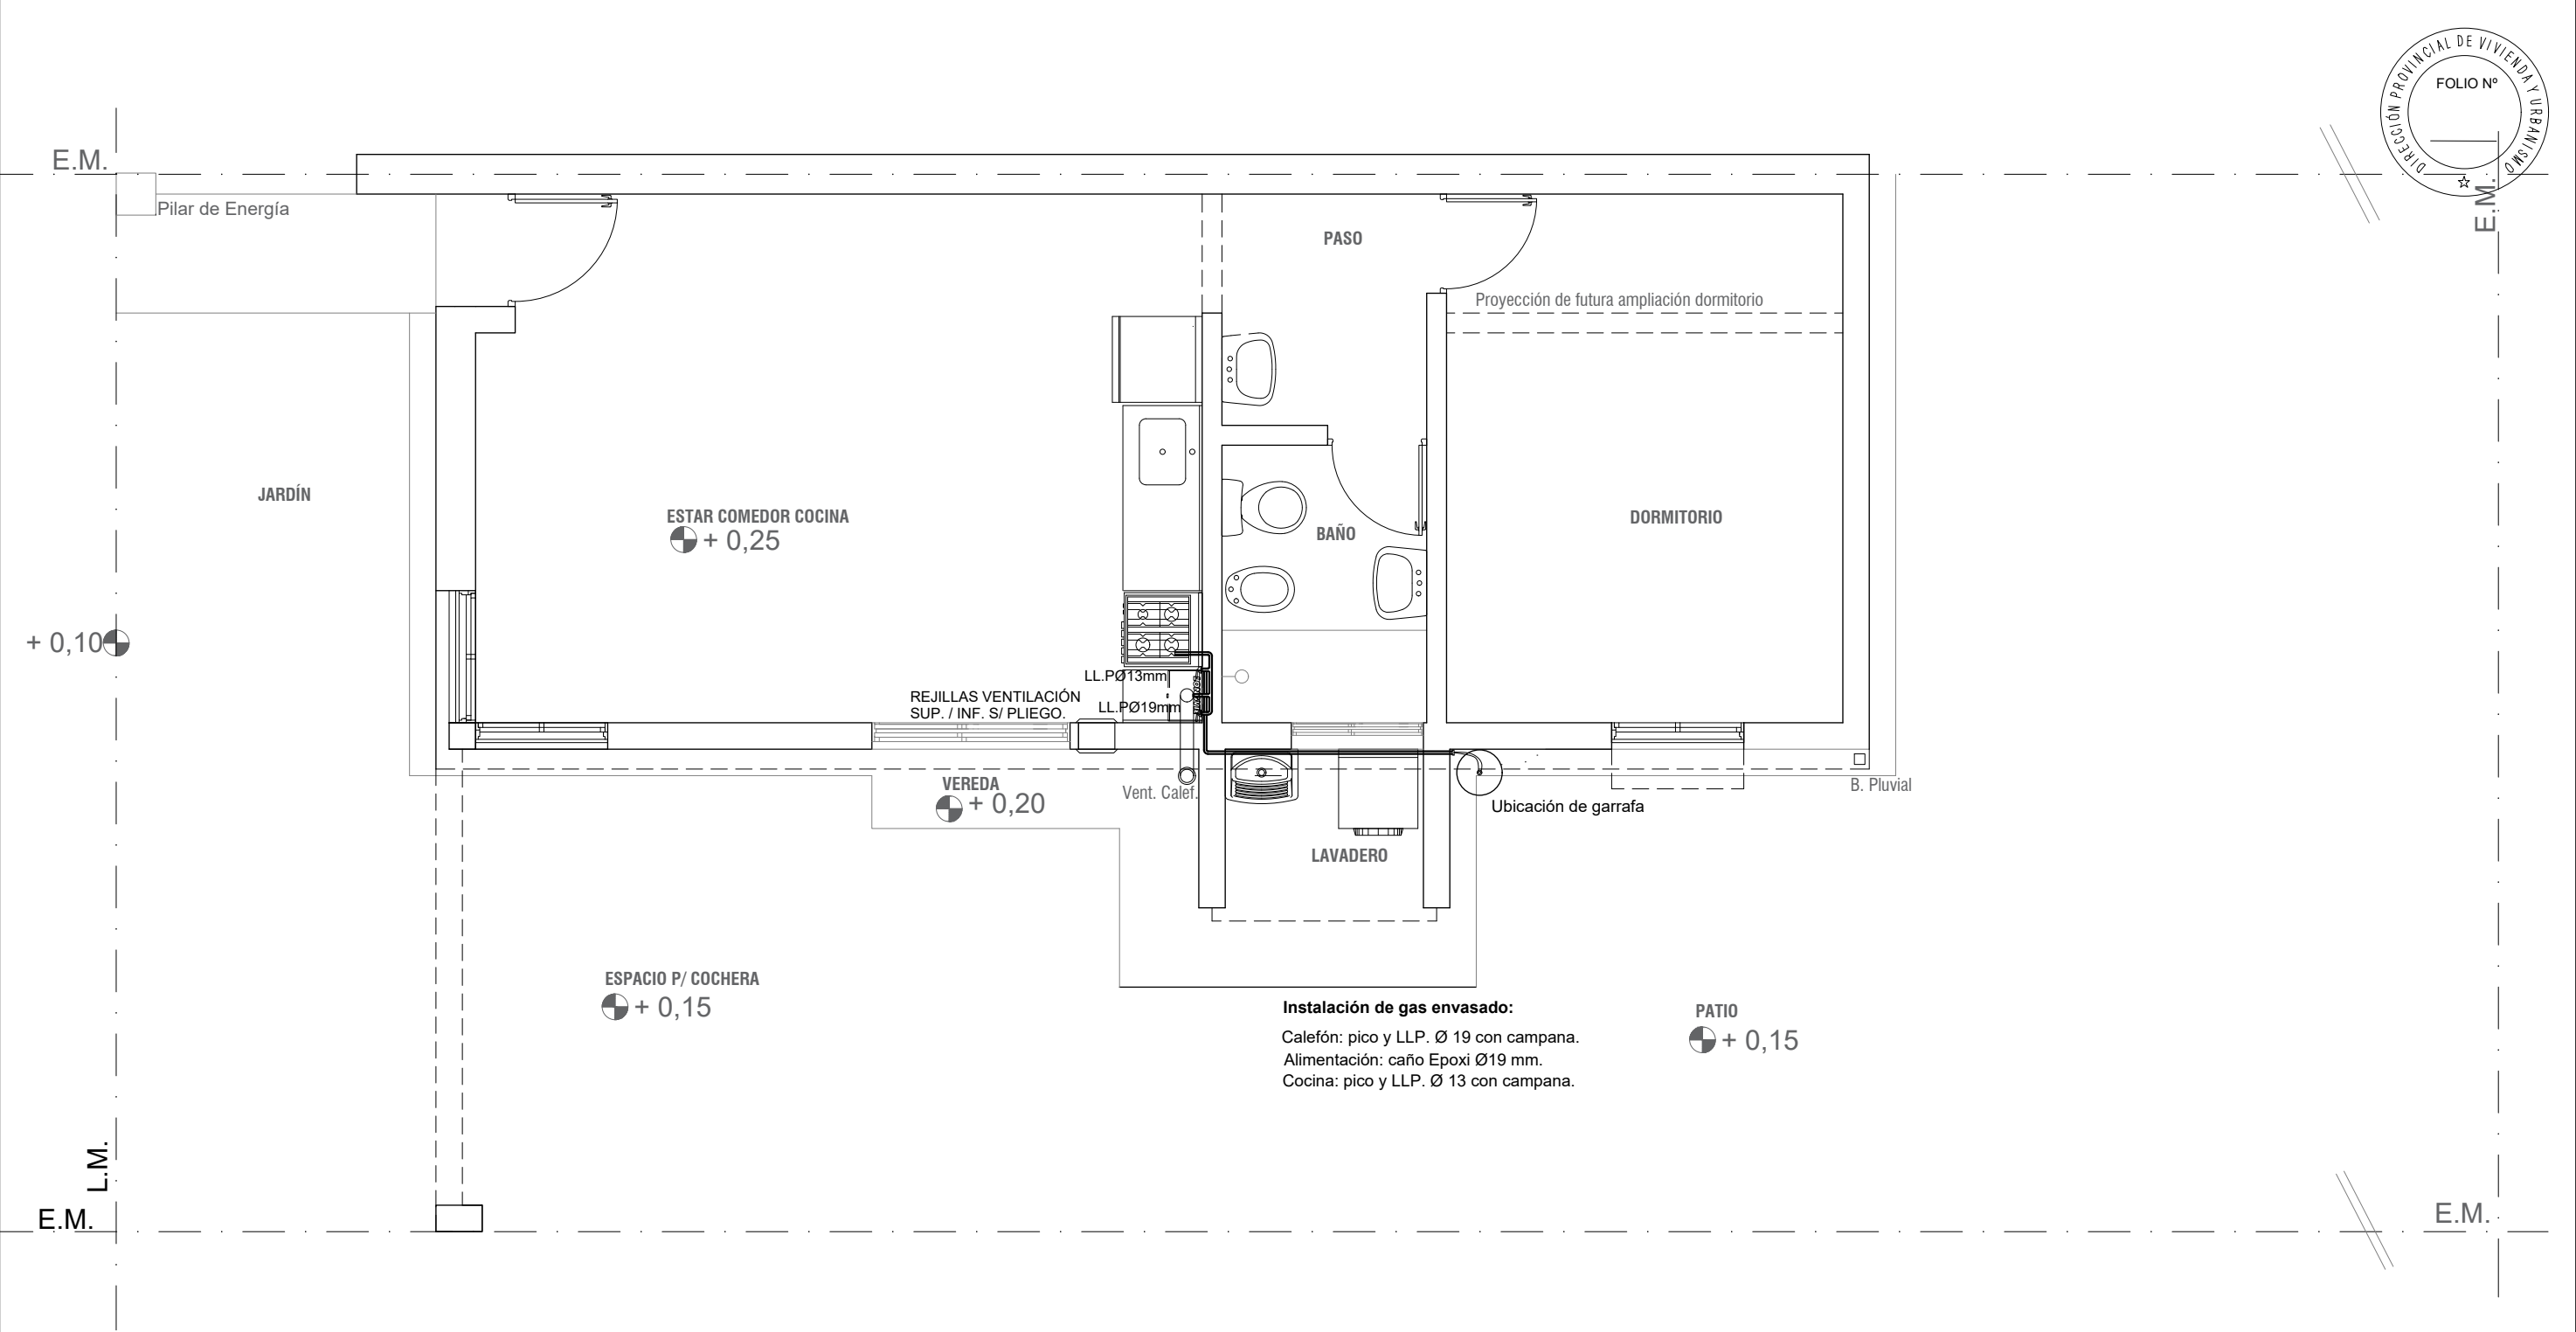 DIRECCIÓN PROVINCIAL DE VIVIENDA Y URBANISMO
FOLIO Nº
E.M.
E.M.
Pilar de Energía
PASO
Proyección de futura ampliación dormitorio
JARDÍN
ESTAR COMEDOR COCINA
+ 0,25
BAÑO
DORMITORIO
+ 0,10
LL.PØ13mm
REJILLAS VENTILACIÓN
SUP. / INF. S/ PLIEGO.
LL.PØ19mm
VEREDA
+ 0,20
Vent. Calef.
B. Pluvial
Ubicación de garrafa
LAVADERO
ESPACIO P/ COCHERA
+ 0,15
Instalación de gas envasado:
Calefón: pico y LLP. Ø 19 con campana.
Alimentación: caño Epoxi Ø19 mm.
Cocina: pico y LLP. Ø 13 con campana.
PATIO
+ 0,15
L.M.
E.M.
E.M.